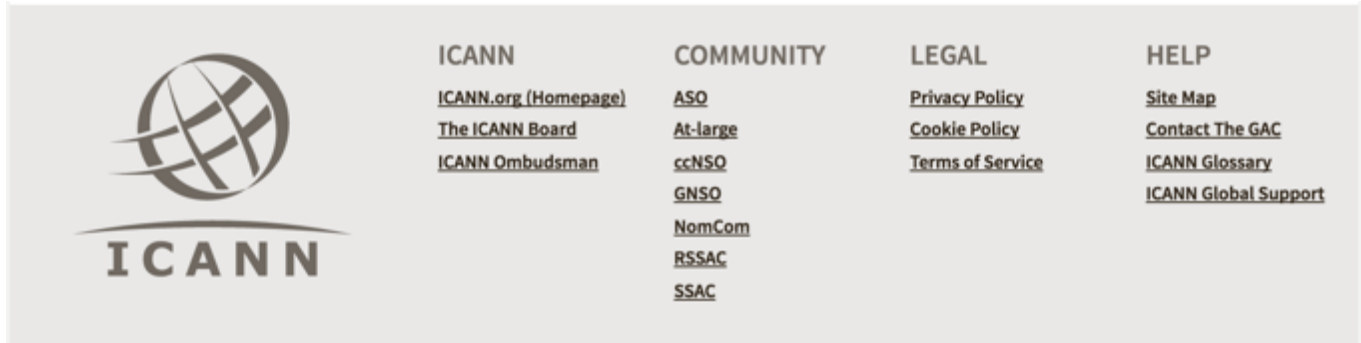 ICANN
ICANN
ICANN.org (Homepage)
The ICANN Board
ICANN Ombudsman
COMMUNITY
ASO
At-large
ccNSO
GNSO
NomCom
RSSAC
SSAC
LEGAL
Privacy Policy
Cookie Policy
Terms of Service
HELP
Site Map
Contact The GAC
ICANN Glossary
ICANN Global Support